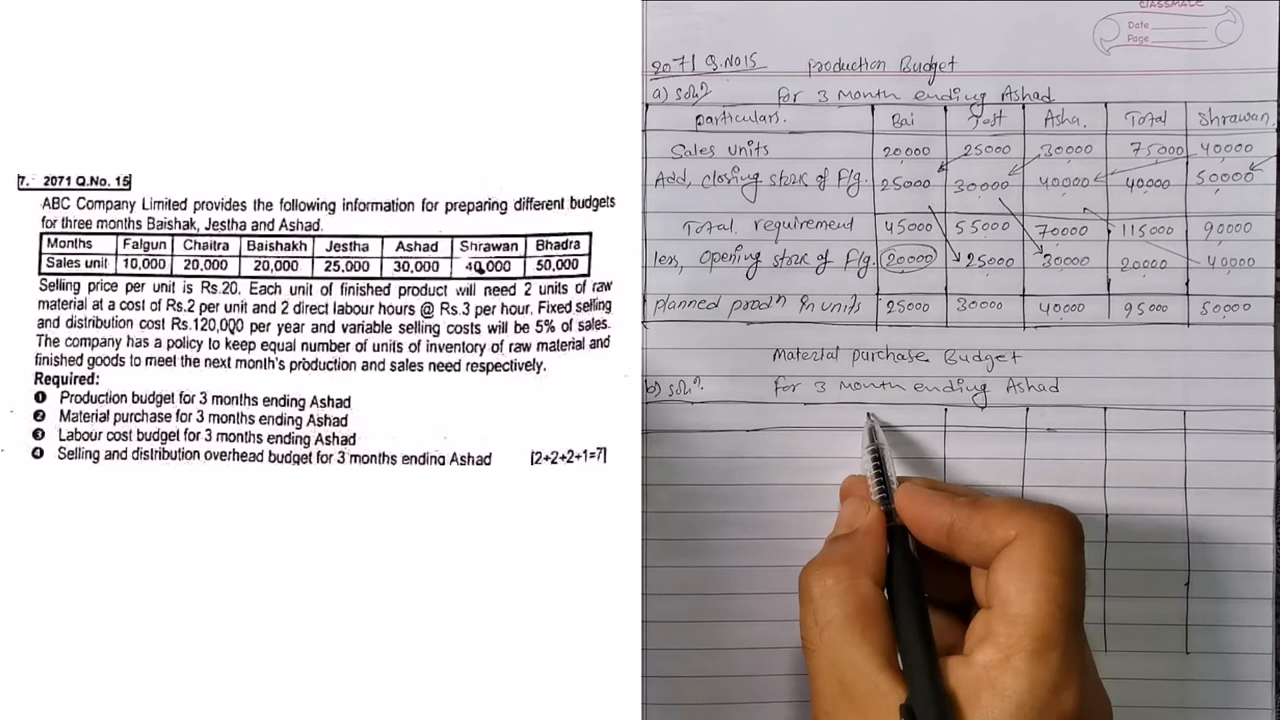 7. 2071 Q.No. 15
ABC Company Limited provides the following information for preparing different budgets
for three months Baishak, Jestha and Ashad.
Months Falgun Chaitra Baishakh Jestha Ashad Shrawan Bhadra
Sales unit 10,000 20,000 20,000 25,000 30,000 40,000 50,000
Selling price per unit is Rs.20. Each unit of finished product will need 2 units of raw
material at a cost of Rs.2 per unit and 2 direct labour hours @ Rs.3 per hour. Fixed selling
and distribution cost Rs.120,000 per year and variable selling costs will be 5% of sales.
The company has a policy to keep equal number of units of inventory of raw material and
finished goods to meet the next month's production and sales need respectively.
Required:
1 Production budget for 3 months ending Ashad
2 Material purchase for 3 months ending Ashad
3 Labour cost budget for 3 months ending Ashad
4 Selling and distribution overhead budget for 3 months ending Ashad [2+2+2+1=7]
CLASSMATE
Date
Page
2071 Q.NO15 production Budget
a) Solⁿ For 3 Month ending Ashad
particulars. Bai Jest Asha. Total Shrawan.
Sales units 20000 25000 30000 75000 40000
Add, closing stock of F/g. 25000 30000 40000 40000 50000
Total requirement 45000 55000 70000 115000 90000
less, opening stock of F/g. 20000 25000 30000 20000 40000
planned prodⁿ in units 25000 30000 40000 95000 50000
Material purchase Budget
b) Solⁿ. For 3 Month ending Ashad